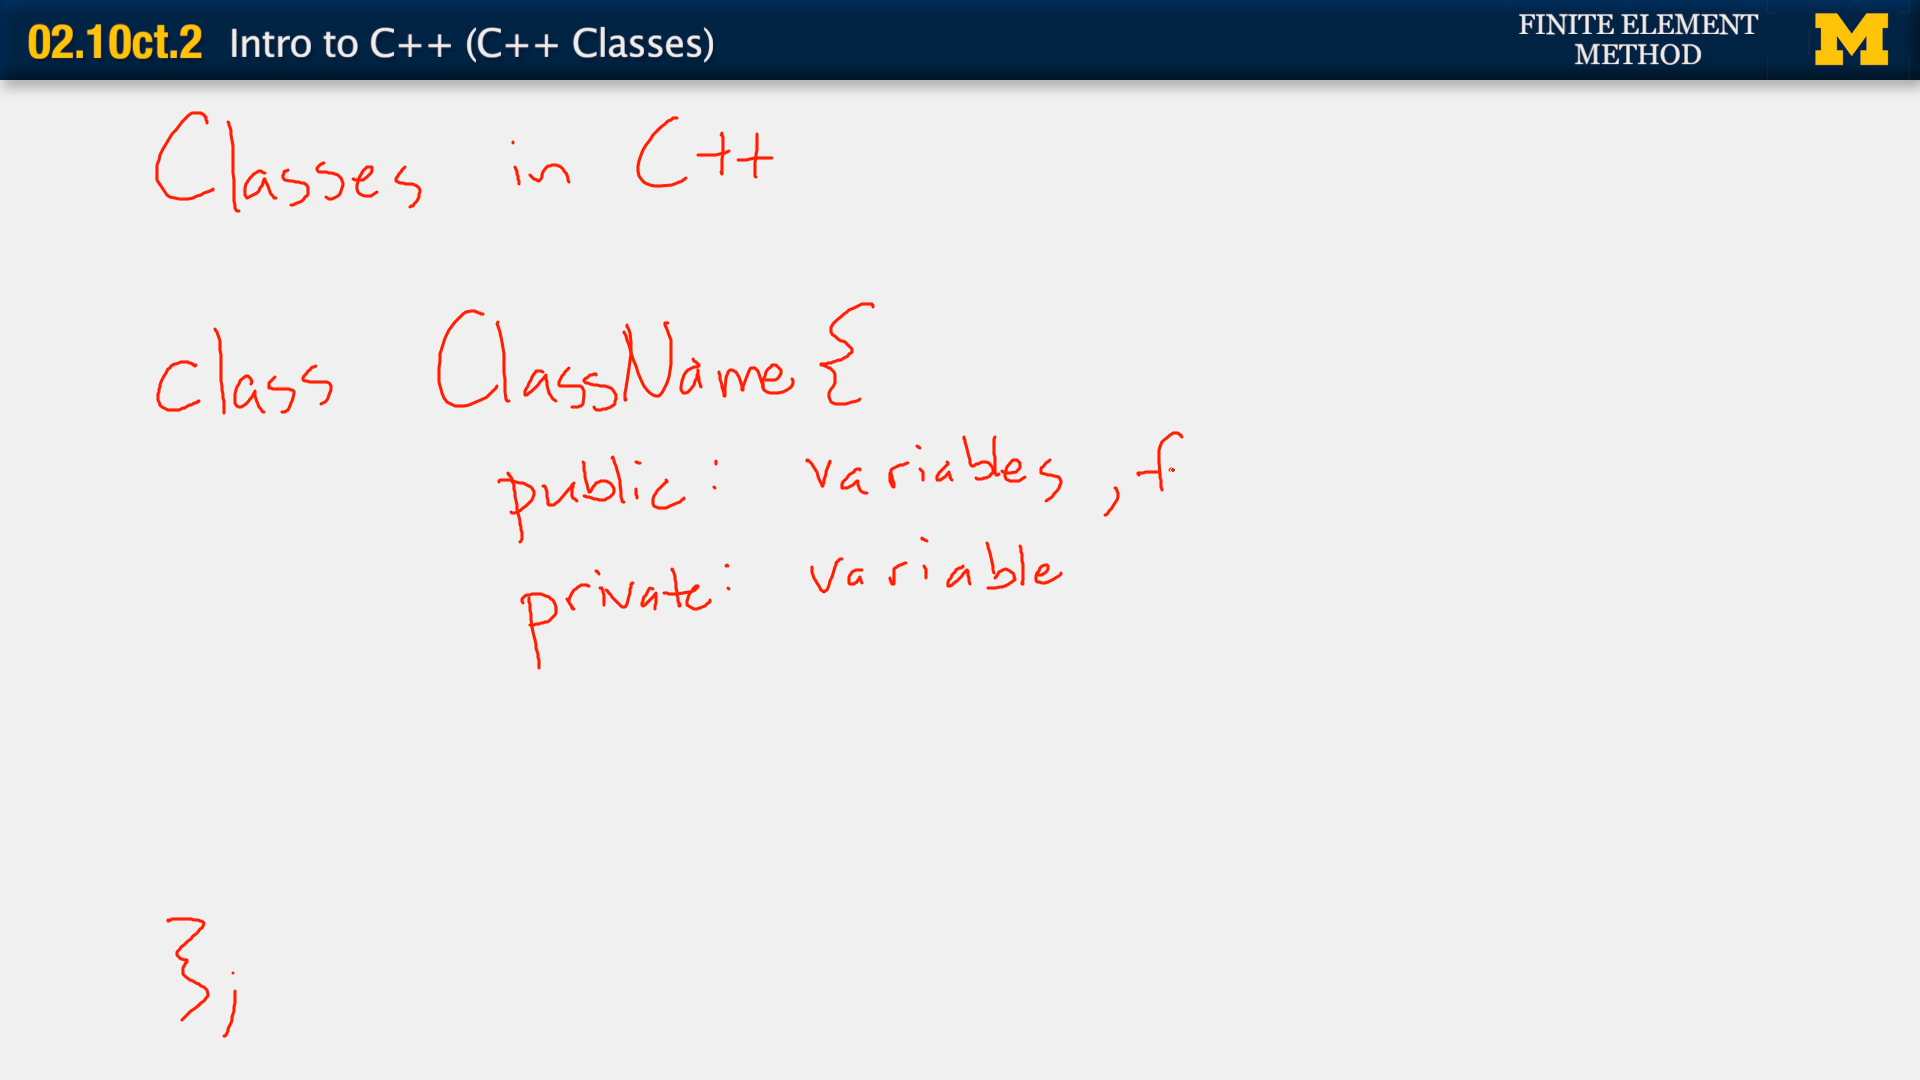 02.10ct.2 Intro to C++ (C++ Classes)
FINITE ELEMENT
METHOD
M
Classes in C++
class ClassName {
public: variables, f
private: variable
};